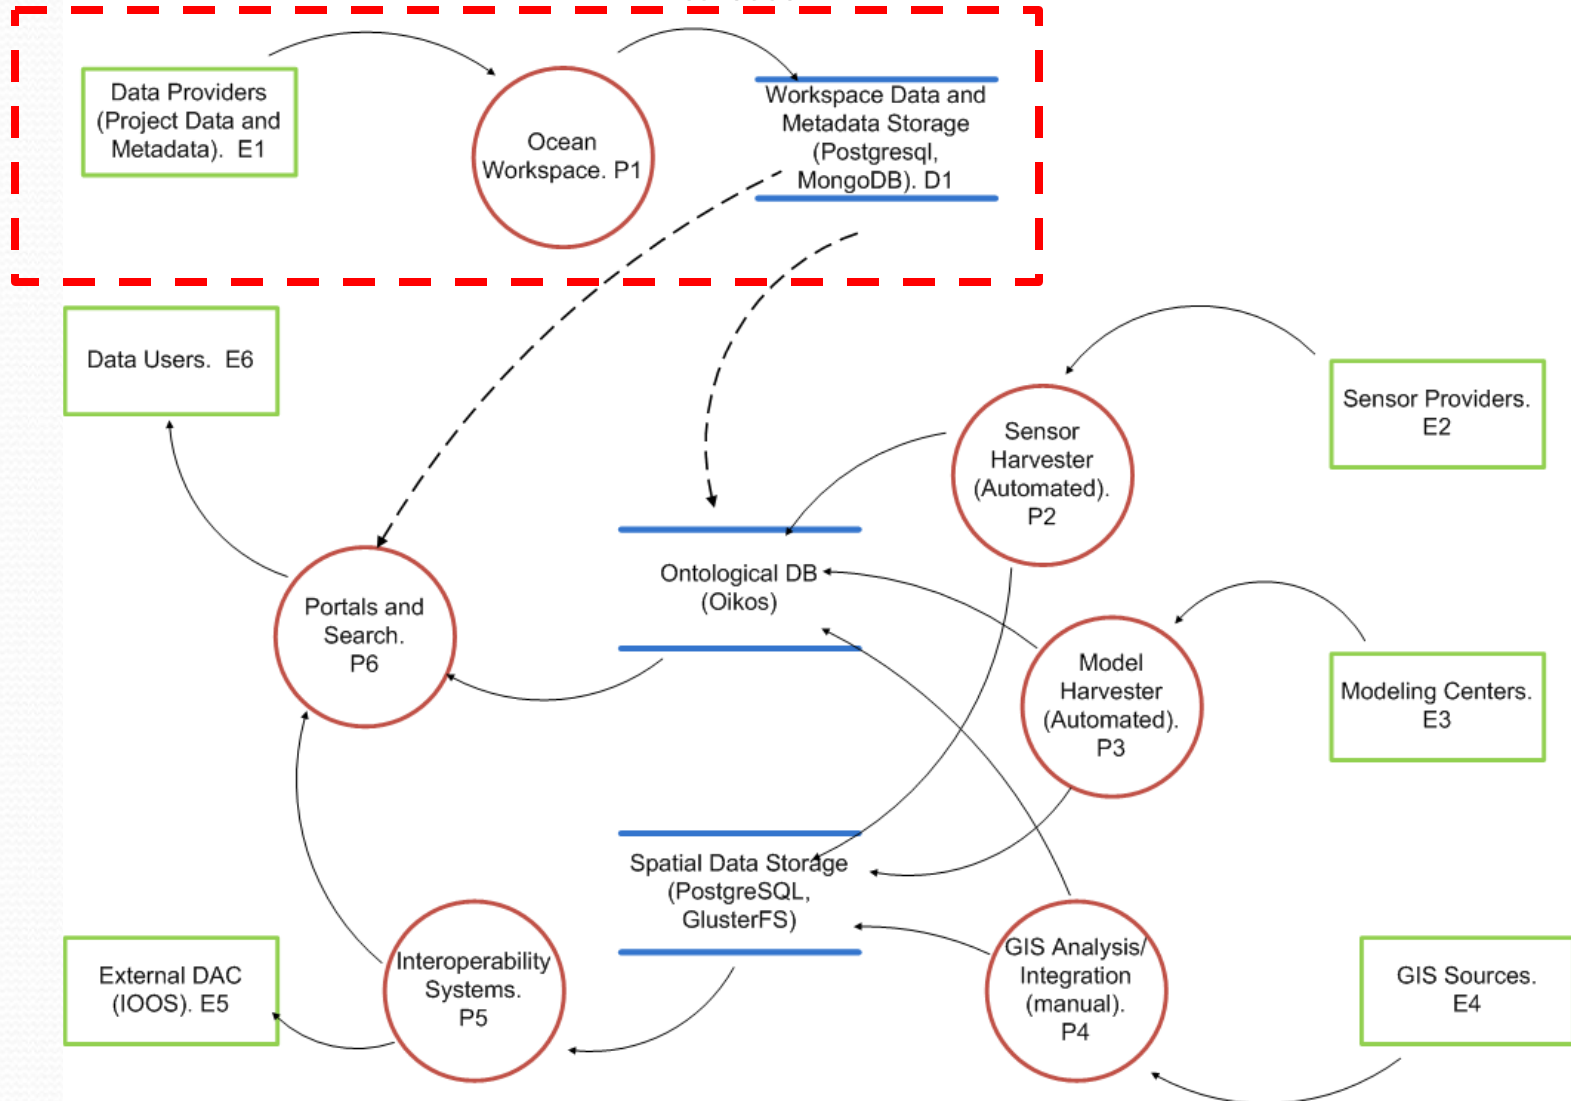 Data Providers
(Project Data and
Metadata).  E1
Ocean
Workspace. P1
Workspace Data and
Metadata Storage
(Postgresql,
MongoDB). D1
Data Users.  E6
Sensor
Harvester
(Automated).
P2
Sensor Providers.
E2
Ontological DB
(Oikos)
Portals and
Search.
P6
Model
Harvester
(Automated).
P3
Modeling Centers.
E3
Spatial Data Storage
(PostgreSQL,
GlusterFS)
External DAC
(IOOS). E5
Interoperability
Systems.
P5
GIS Analysis/
Integration
(manual).
P4
GIS Sources.
E4